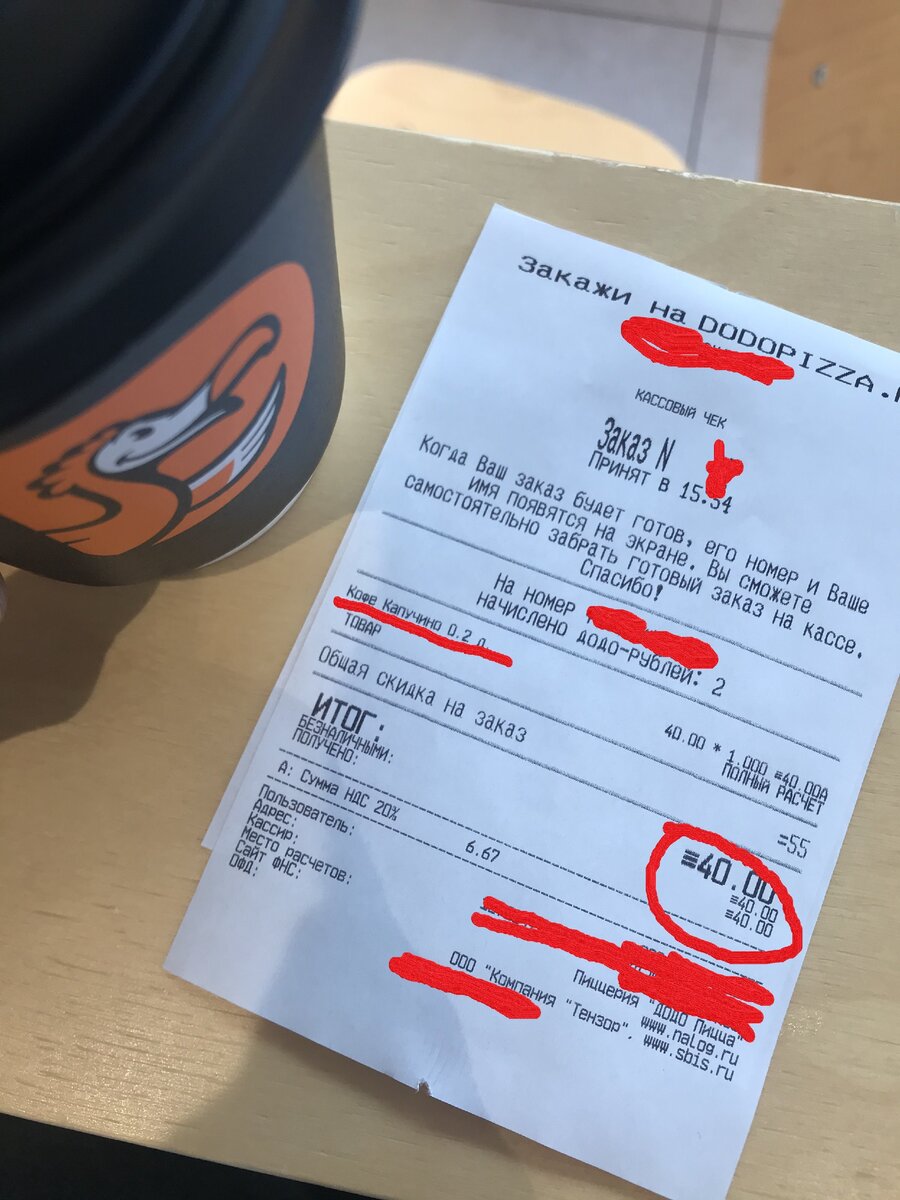 Закажи на DODOPIZZA.
КАССОВЫЙ ЧЕК
Заказ N
ПРИНЯТ В 15:34
Когда Ваш заказ будет готов, его номер и Ваше
имя появятся на экране. Вы сможете
самостоятельно забрать готовый заказ на кассе.
Спасибо!
На номер
начислено додо-рублей: 2
Кофе Капучино 0,2 л
ТОВАР
40.00 * 1.000 ≡40.00А
ПОЛНЫЙ РАСЧЕТ
Общая скидка на заказ =55
ИТОГ: ≡40.00
БЕЗНАЛИЧНЫМИ: ≡40.00
ПОЛУЧЕНО: ≡40.00
А: Сумма НДС 20% 6.67
Пользователь:
Адрес:
Кассир:
Место расчетов: Пиццерия "Додо Пицца"
Сайт ФНС: www.nalog.ru
ОФД: ООО "Компания "Тензор", www.sbis.ru